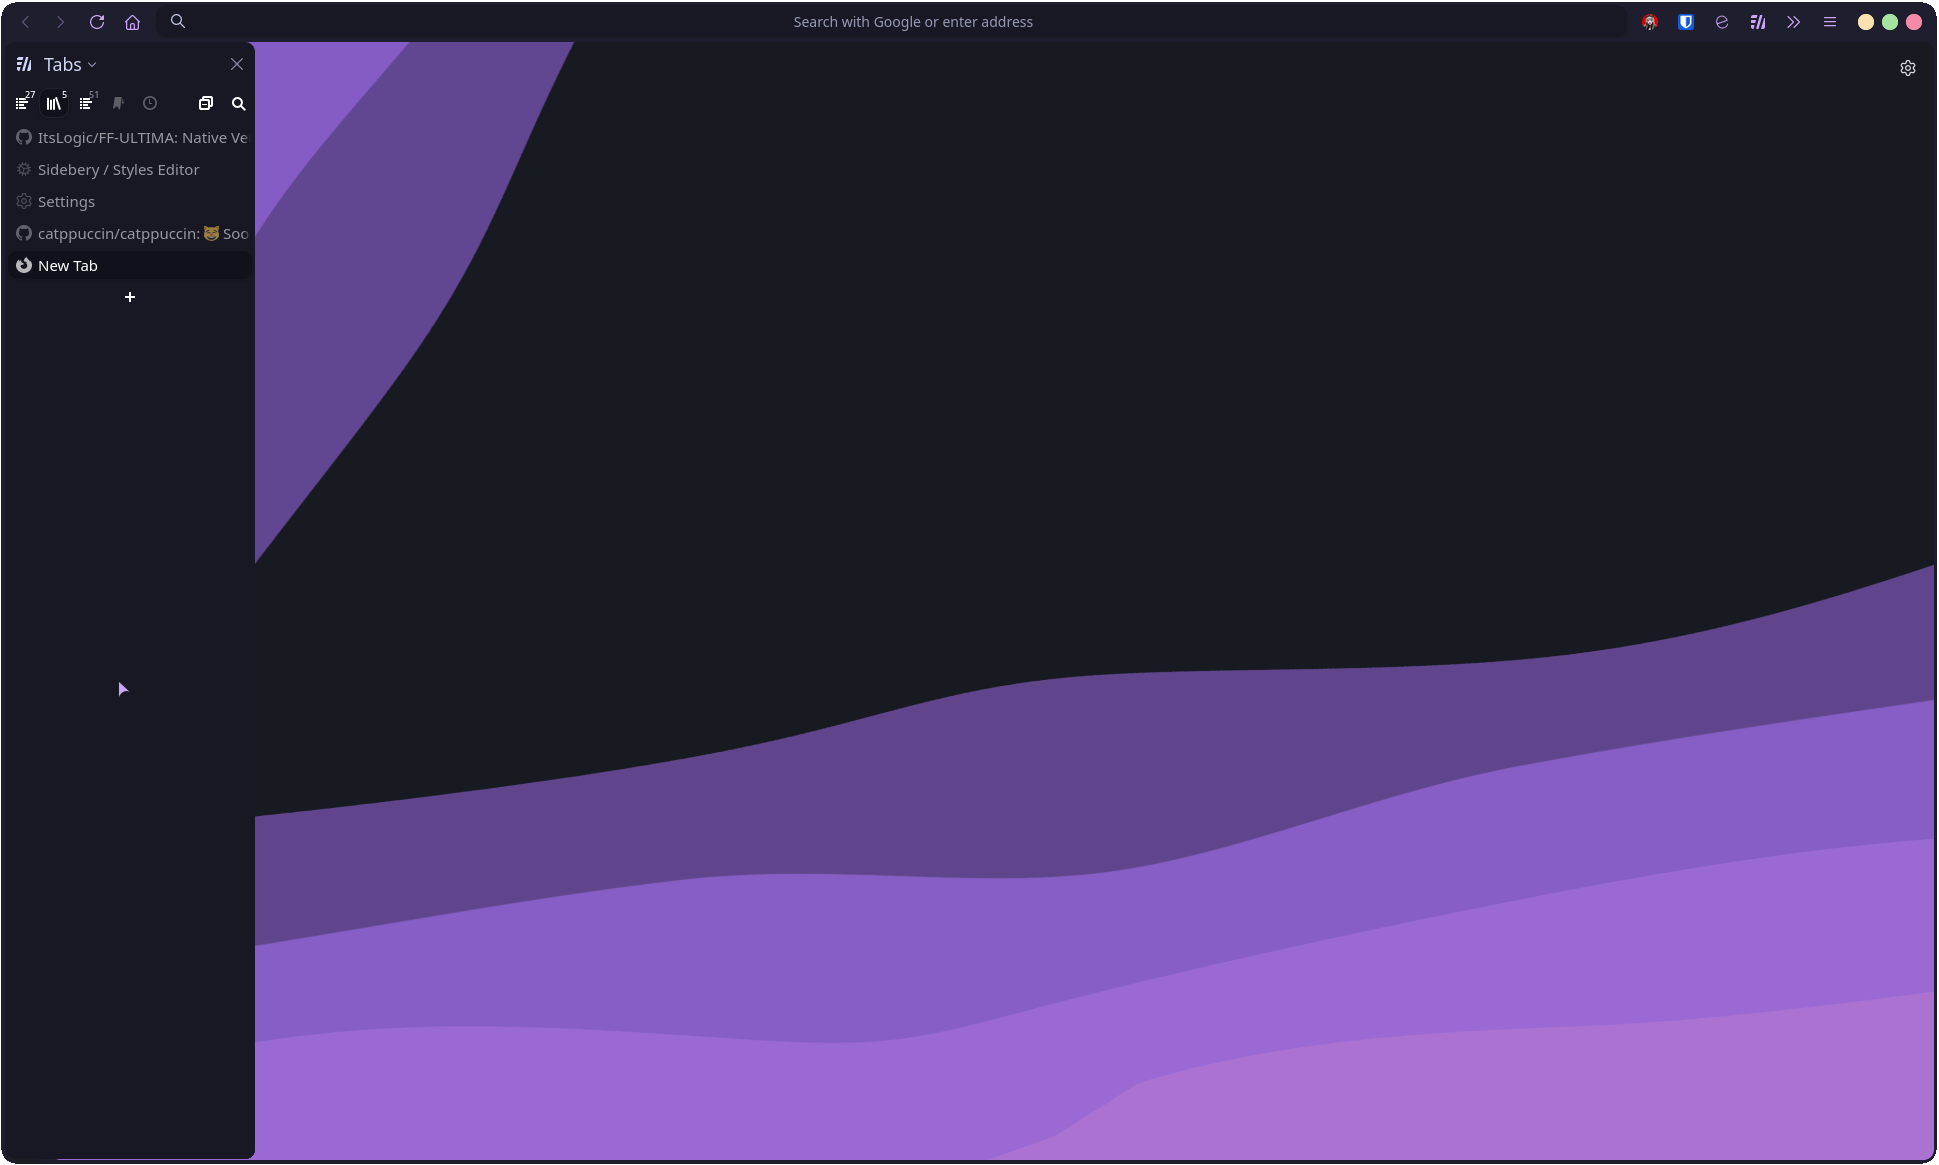 Search with Google or enter address
Tabs
27
5
51
ItsLogic/FF-ULTIMA: Native Ve
Sidebery / Styles Editor
Settings
catppuccin/catppuccin: 😸 Soo
New Tab